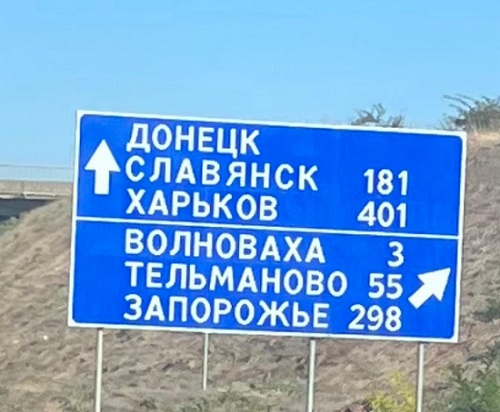 ДОНЕЦК
СЛАВЯНСК 181
ХАРЬКОВ 401
ВОЛНОВАХА 3
ТЕЛЬМАНОВО 55
ЗАПОРОЖЬЕ 298